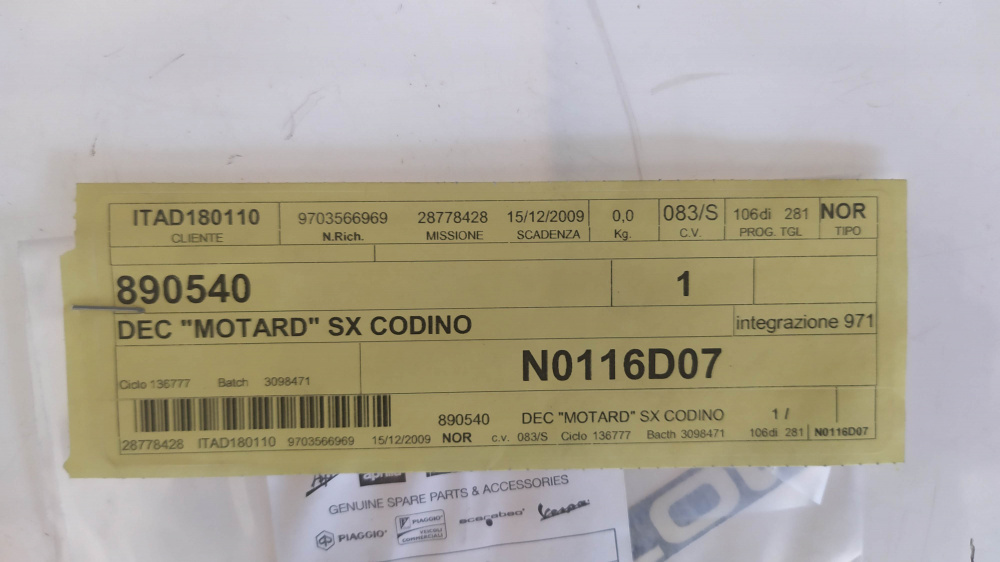 ITAD180110 9703566969 28778428 15/12/2009 0,0 083/S 106di 281 NOR
CLIENTE N.Rich. MISSIONE SCADENZA Kg. C.V. PROG. TGL TIPO
890540 1
DEC "MOTARD" SX CODINO integrazione 971
N0116D07
Ciclo 136777 Batch 3098471
890540 DEC "MOTARD" SX CODINO 1 /
28778428 ITAD180110 9703566969 15/12/2009 NOR c.v. 083/S Ciclo 136777 Bacth 3098471 106di 281 N0116D07
GENUINE SPARE PARTS & ACCESSORIES
PIAGGIO PIAGGIO VEICOLI COMMERCIALI scarabeo Vespa